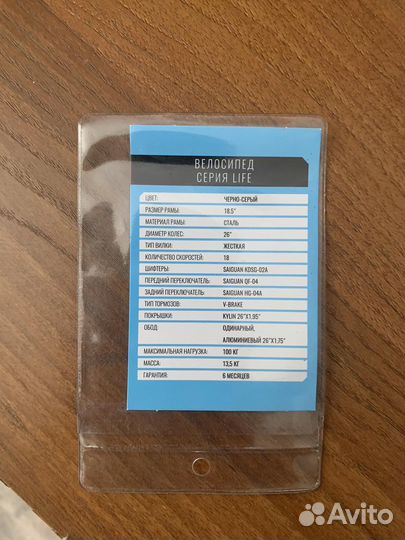 ВЕЛОСИПЕД
СЕРИЯ LIFE
ЦВЕТ: ЧЕРНО-СЕРЫЙ
РАЗМЕР РАМЫ: 18.5"
МАТЕРИАЛ РАМЫ: СТАЛЬ
ДИАМЕТР КОЛЕС: 26"
ТИП ВИЛКИ: ЖЕСТКАЯ
КОЛИЧЕСТВО СКОРОСТЕЙ: 18
ШИФТЕРЫ: SAIGUAN KDSG-02A
ПЕРЕДНИЙ ПЕРЕКЛЮЧАТЕЛЬ: SAIGUAN QF-04
ЗАДНИЙ ПЕРЕКЛЮЧАТЕЛЬ: SAIGUAN HG-04A
ТИП ТОРМОЗОВ: V-BRAKE
ПОКРЫШКИ: KYLIN 26"X1,95"
ОБОД: ОДИНАРНЫЙ,
АЛЮМИНИЕВЫЙ 26"X1,75"
МАКСИМАЛЬНАЯ НАГРУЗКА: 100 КГ
МАССА: 13,5 КГ
ГАРАНТИЯ: 6 МЕСЯЦЕВ
Avito